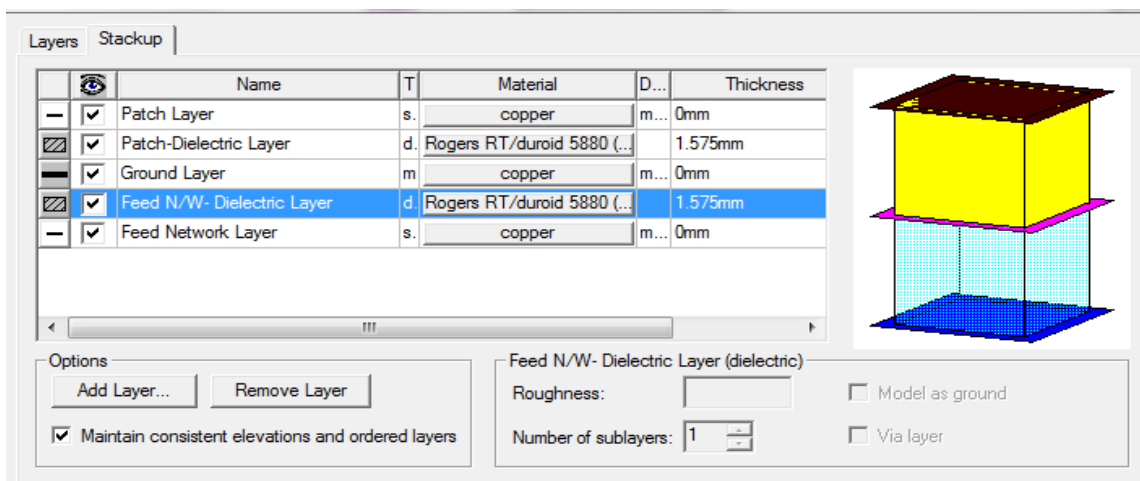 Layers Stackup
Name T Material D... Thickness
Patch Layer s. copper m... 0mm
Patch-Dielectric Layer d. Rogers RT/duroid 5880 (... 1.575mm
Ground Layer m copper m... 0mm
Feed N/W- Dielectric Layer d. Rogers RT/duroid 5880 (... 1.575mm
Feed Network Layer s. copper m... 0mm
Options
Add Layer... Remove Layer
Maintain consistent elevations and ordered layers
Feed N/W- Dielectric Layer (dielectric)
Roughness: Model as ground
Number of sublayers: 1 Via layer